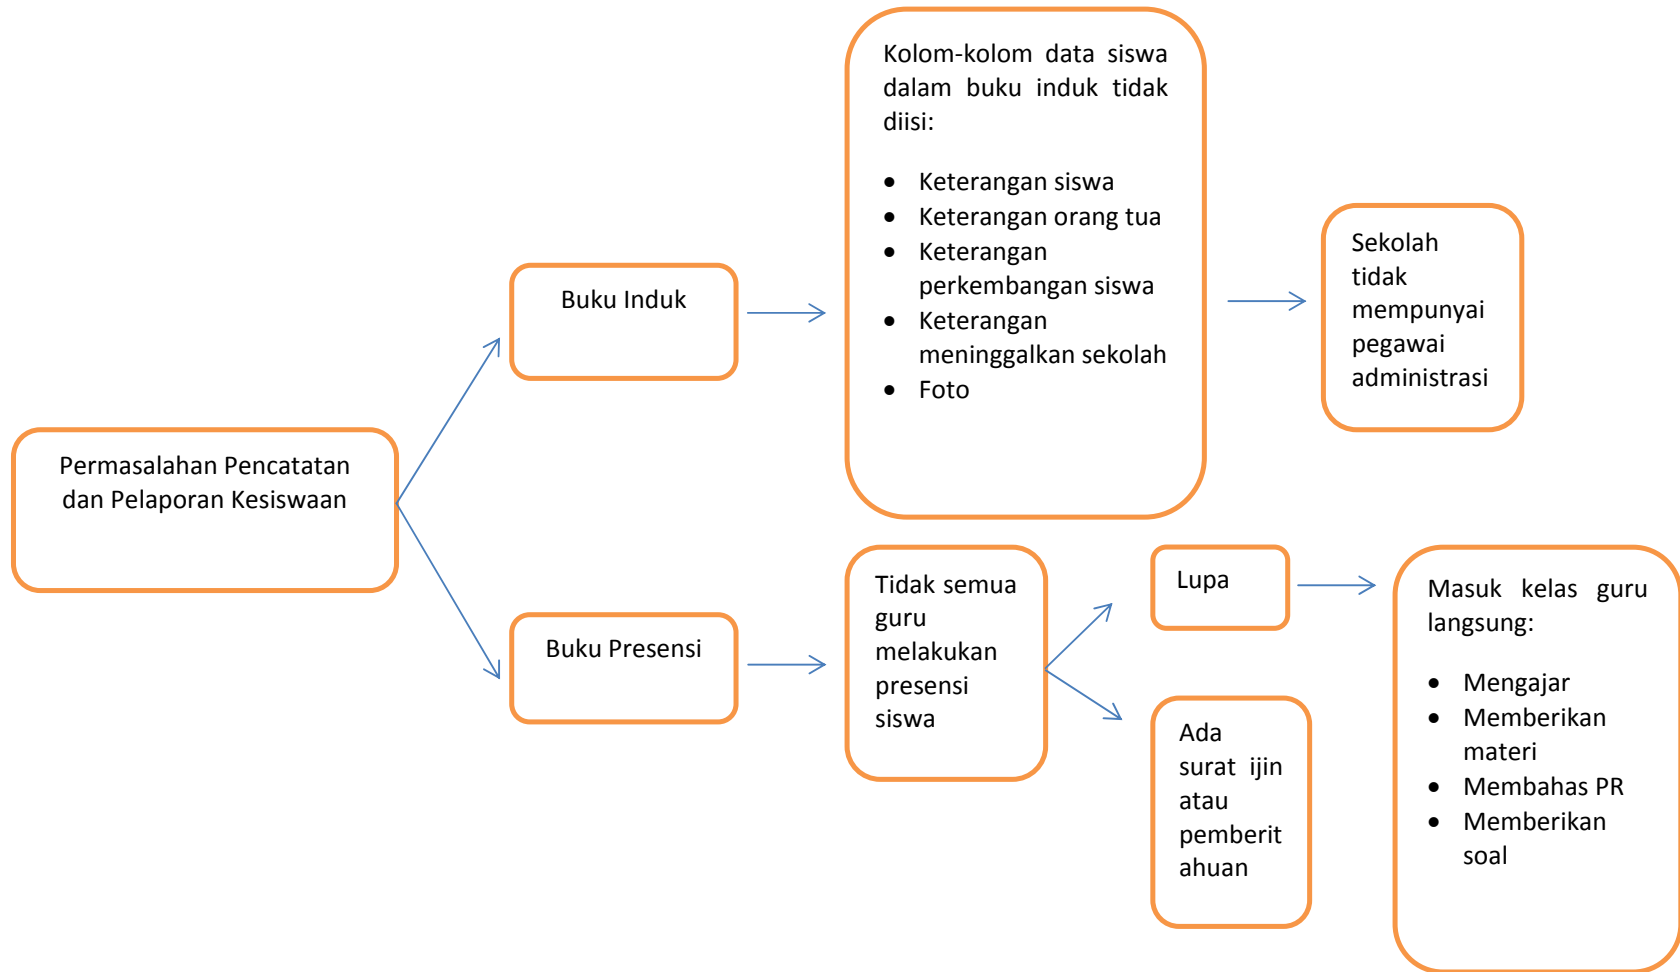 Kolom-kolom data siswa
dalam buku induk tidak
diisi:
• Keterangan siswa
• Keterangan orang tua
• Keterangan
perkembangan siswa
• Keterangan
meninggalkan sekolah
• Foto
Sekolah
tidak
mempunyai
pegawai
administrasi
Buku Induk
Permasalahan Pencatatan
dan Pelaporan Kesiswaan
Buku Presensi
Tidak semua
guru
melakukan
presensi
siswa
Lupa
Masuk kelas guru
langsung:
• Mengajar
• Memberikan
materi
• Membahas PR
• Memberikan
soal
Ada
surat ijin
atau
pemberit
ahuan